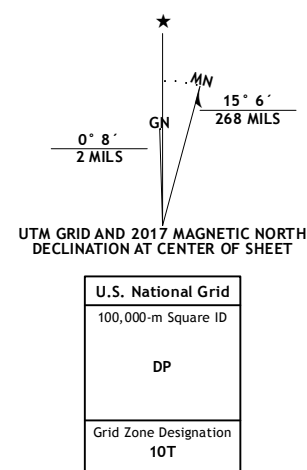 MN
15° 6´
268 MILS
GN
0° 8´
2 MILS
UTM GRID AND 2017 MAGNETIC NORTH
DECLINATION AT CENTER OF SHEET
U.S. National Grid
100,000-m Square ID
DP
Grid Zone Designation
10T